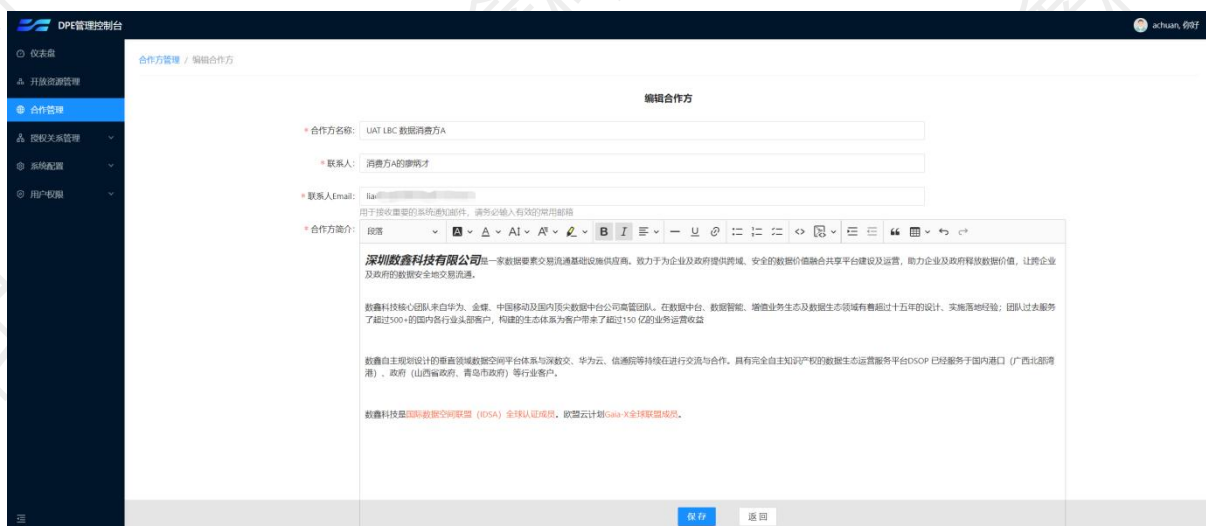 DPE管理控制台
achuan, 你好
仪表盘
开放资源管理
合作管理
授权关系管理
系统配置
用户权限
合作方管理 / 编辑合作方
编辑合作方
* 合作方名称: UAT LBC 数据消费方A
* 联系人: 消费方A的廖炳才
* 联系人Email: lia
用于接收重要的系统通知邮件，请务必输入有效的常用邮箱
* 合作方简介: 段落
深圳数鑫科技有限公司是一家数据要素交易流通基础设施供应商。致力于为企业及政府提供跨域、安全的数据价值融合共享平台建设及运营，助力企业及政府释放数据价值，让跨企业
及政府的数据安全地交易流通。
数鑫科技核心团队来自华为、金蝶、中国移动及国内顶尖数据中台公司高管团队。在数据中台、数据智能、增值业务生态及数据生态领域有着超过十五年的设计、实施落地经验；团队过去服务
了超过500+的国内各行业头部客户，构建的生态体系为客户带来了超过150 亿的业务运营收益
数鑫自主规划设计的垂直领域数据空间平台体系与深数交、华为云、信通院等持续在进行交流与合作。具有完全自主知识产权的数据生态运营服务平台DSOP 已经服务于国内港口（广西北部湾
港）、政府（山西省政府、青岛市政府）等行业客户。
数鑫科技是国际数据空间联盟（IDSA）全球认证成员。欧盟云计划Gaia-X全球联盟成员。
保存
返回